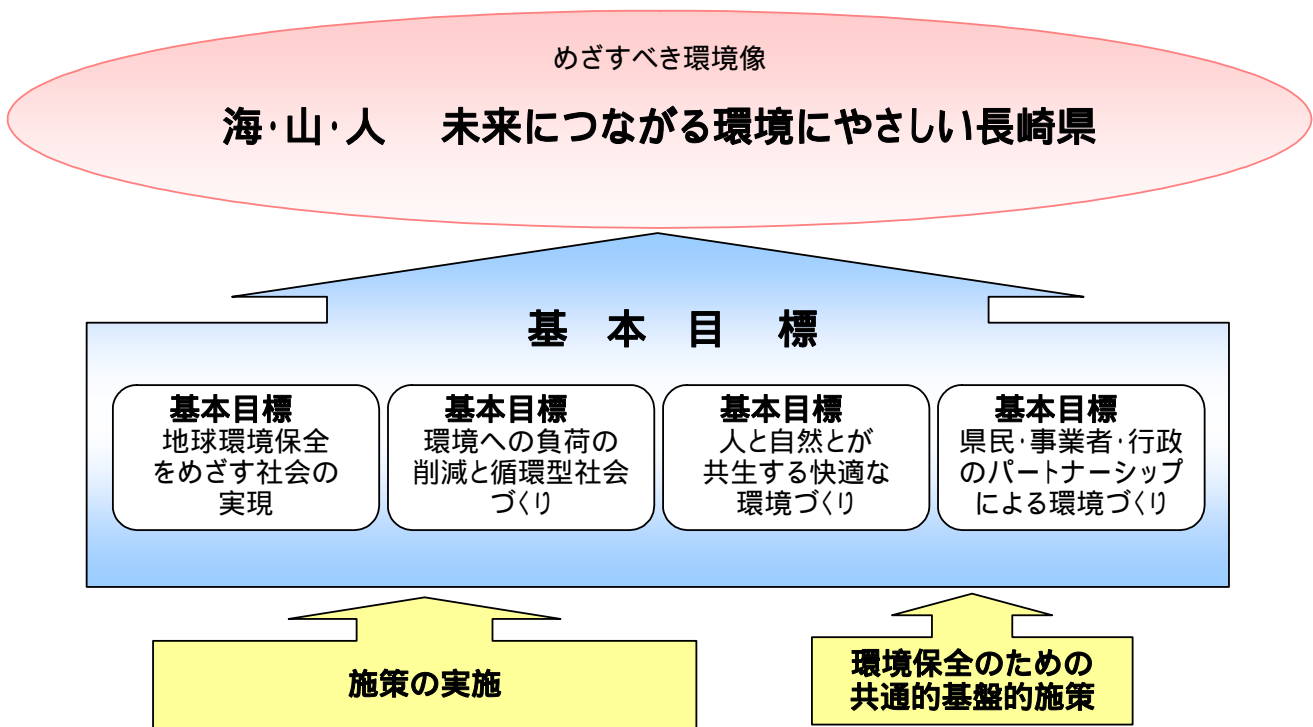 めざすべき環境像
海・山・人　未来につながる環境にやさしい長崎県
基本目標
基本目標
地球環境保全
をめざす社会の
実現
基本目標
環境への負荷の
削減と循環型社会
づくり
基本目標
人と自然とが
共生する快適な
環境づくり
基本目標
県民・事業者・行政
のパートナーシップ
による環境づくり
施策の実施
環境保全のための
共通的基盤的施策